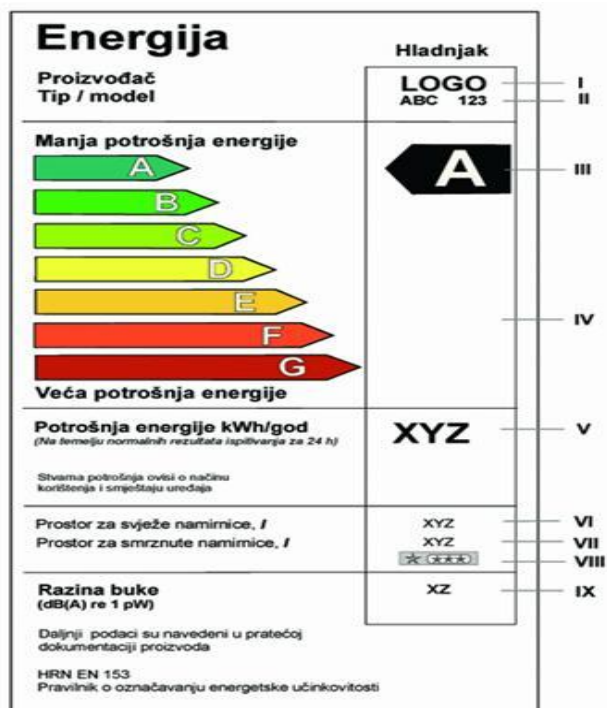 Energija
Hladnjak
Proizvođač
LOGO
I
Tip / model
ABC 123
II
Manja potrošnja energije
A
A
III
B
C
D
E
IV
F
G
Veća potrošnja energije
Potrošnja energije kWh/god
XYZ
V
(Na temelju normalnih rezultata ispitivanja za 24 h)
Stvarna potrošnja ovisi o načinu
korištenja i smještaju uređaja
Prostor za svježe namirnice, l
XYZ
VI
Prostor za smrznute namirnice, l
XYZ
VII
VIII
Razina buke
XZ
IX
(dB(A) re 1 pW)
Daljnji podaci su navedeni u pratećoj
dokumentaciji proizvoda
HRN EN 153
Pravilnik o označavanju energetske učinkovitosti